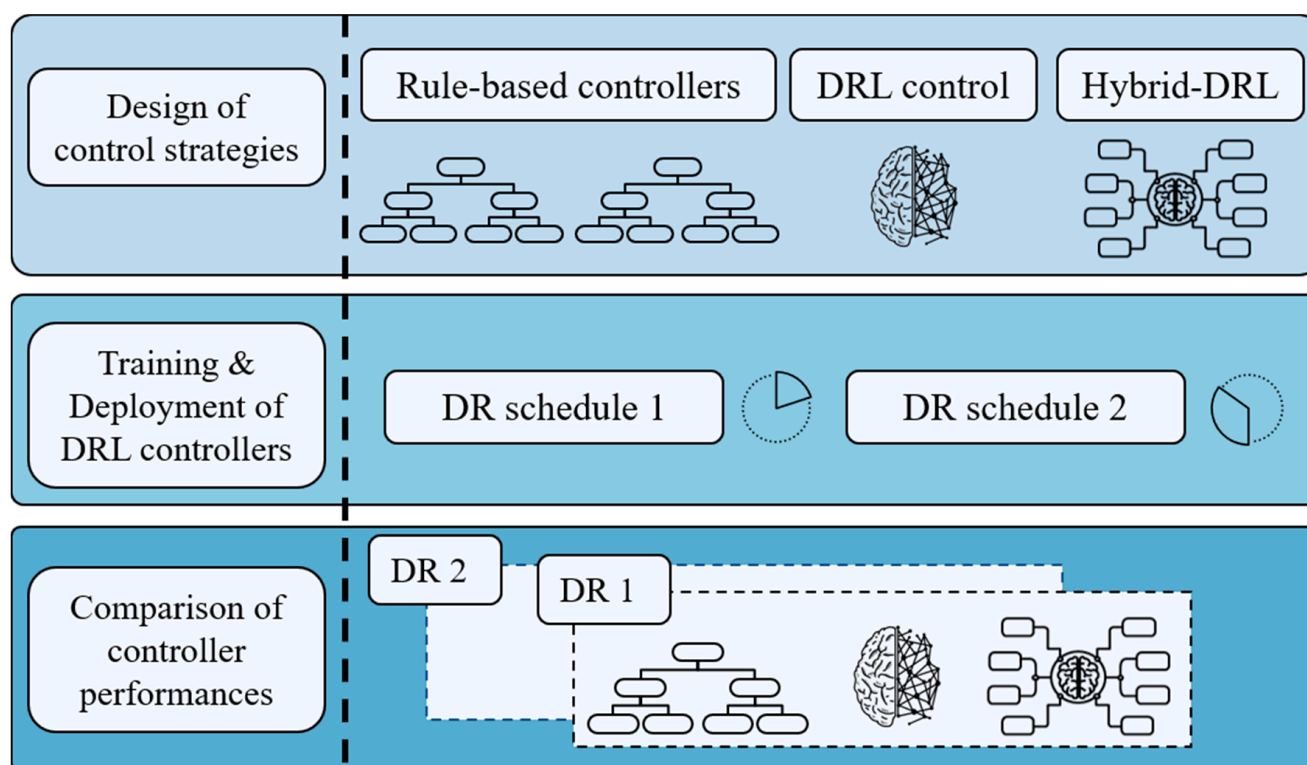 Design of
control strategies
Rule-based controllers
DRL control
Hybrid-DRL
Training &
Deployment of
DRL controllers
DR schedule 1
DR schedule 2
Comparison of
controller
performances
DR 2
DR 1